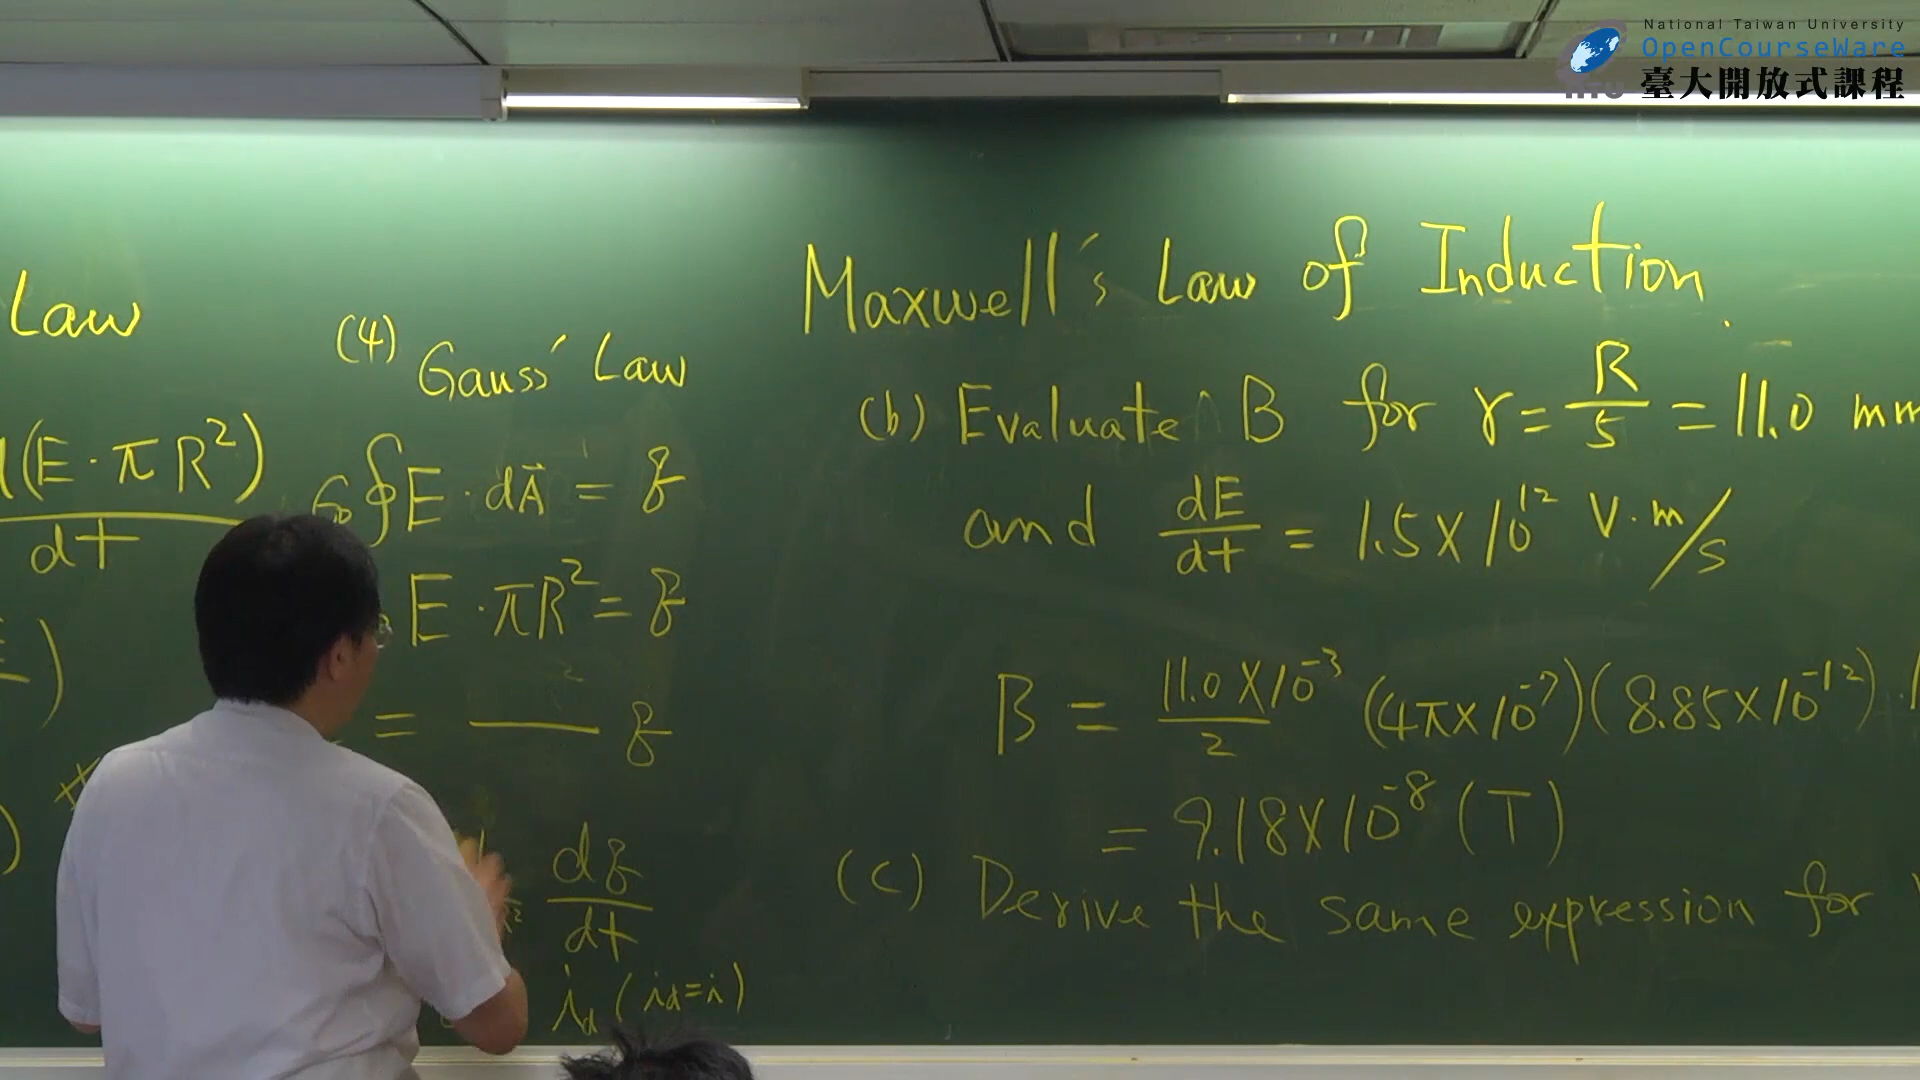 National Taiwan University
OpenCourseWare
臺大開放式課程
Law
(E · π R²)
dt
(4) Gauss' Law
ε₀ ∮ E · dA⃗ = q
E · πR² = q
= q
dq
dt
i_d (i_d = i)
Maxwell's Law of Induction
(b) Evaluate B for r = R/5 = 11.0 mm
and dE/dt = 1.5 X 10¹² V·m/s
B = 11.0 X 10⁻³/2 (4π X 10⁻⁷)(8.85 X 10⁻¹²) ·
= 9.18 X 10⁻⁸ (T)
(c) Derive the same expression for